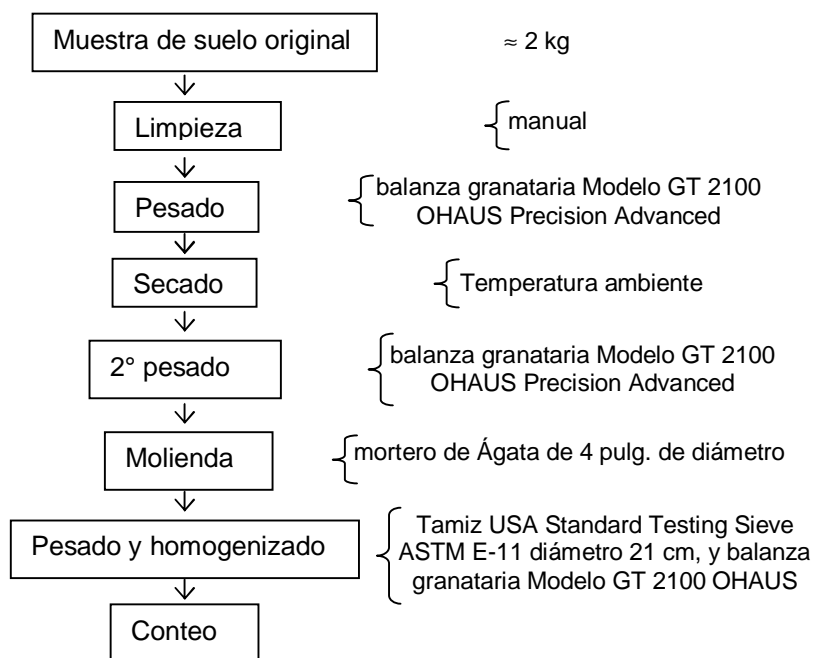 Muestra de suelo original
≈ 2 kg
Limpieza
manual
Pesado
balanza granataria Modelo GT 2100
OHAUS Precision Advanced
Secado
Temperatura ambiente
2° pesado
balanza granataria Modelo GT 2100
OHAUS Precision Advanced
Molienda
mortero de Ágata de 4 pulg. de diámetro
Pesado y homogenizado
Tamiz USA Standard Testing Sieve
ASTM E-11 diámetro 21 cm, y balanza
granataria Modelo GT 2100 OHAUS
Conteo